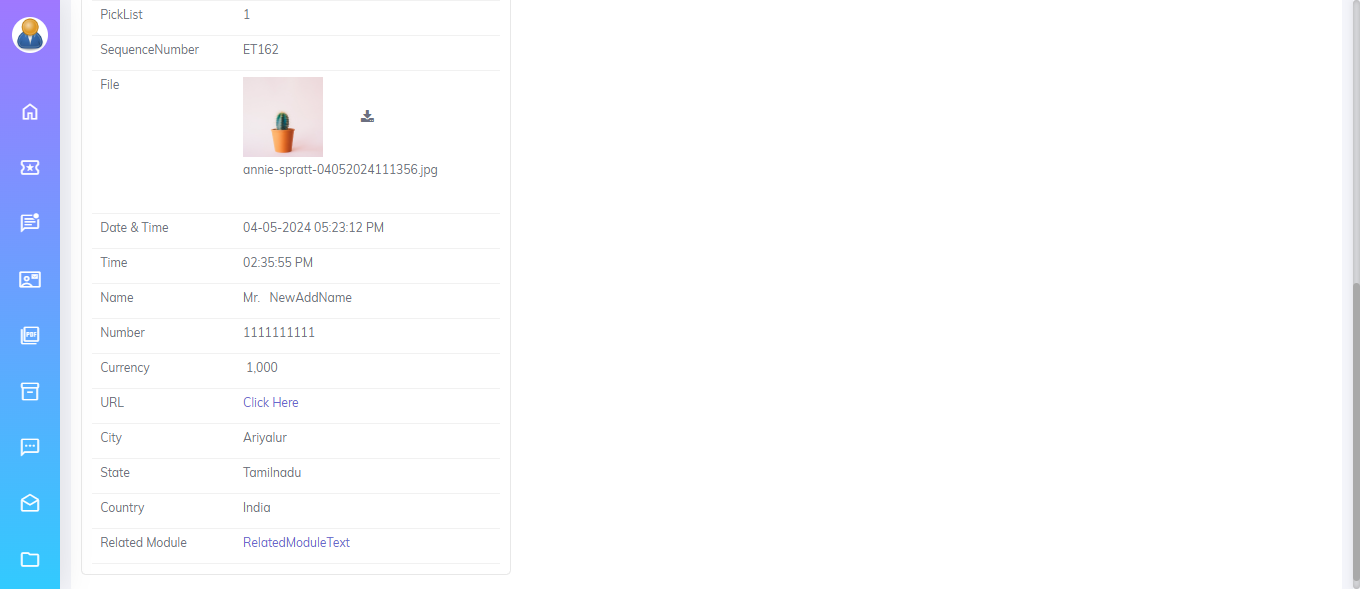 PickList 1
SequenceNumber ET162
File
annie-spratt-04052024111356.jpg
Date & Time 04-05-2024 05:23:12 PM
Time 02:35:55 PM
Name Mr. NewAddName
Number 1111111111
Currency 1,000
URL Click Here
City Ariyalur
State Tamilnadu
Country India
Related Module RelatedModuleText
PDF